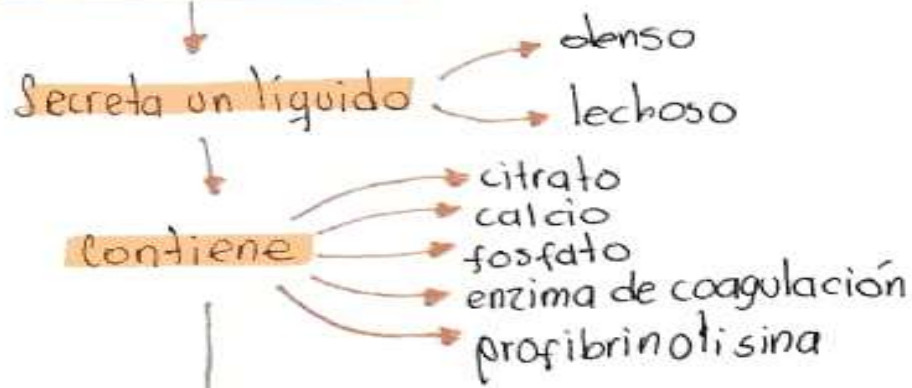 Secreta un líquido
denso
lechoso
Contiene
citrato
calcio
fosfato
enzima de coagulación
profibrinolisina